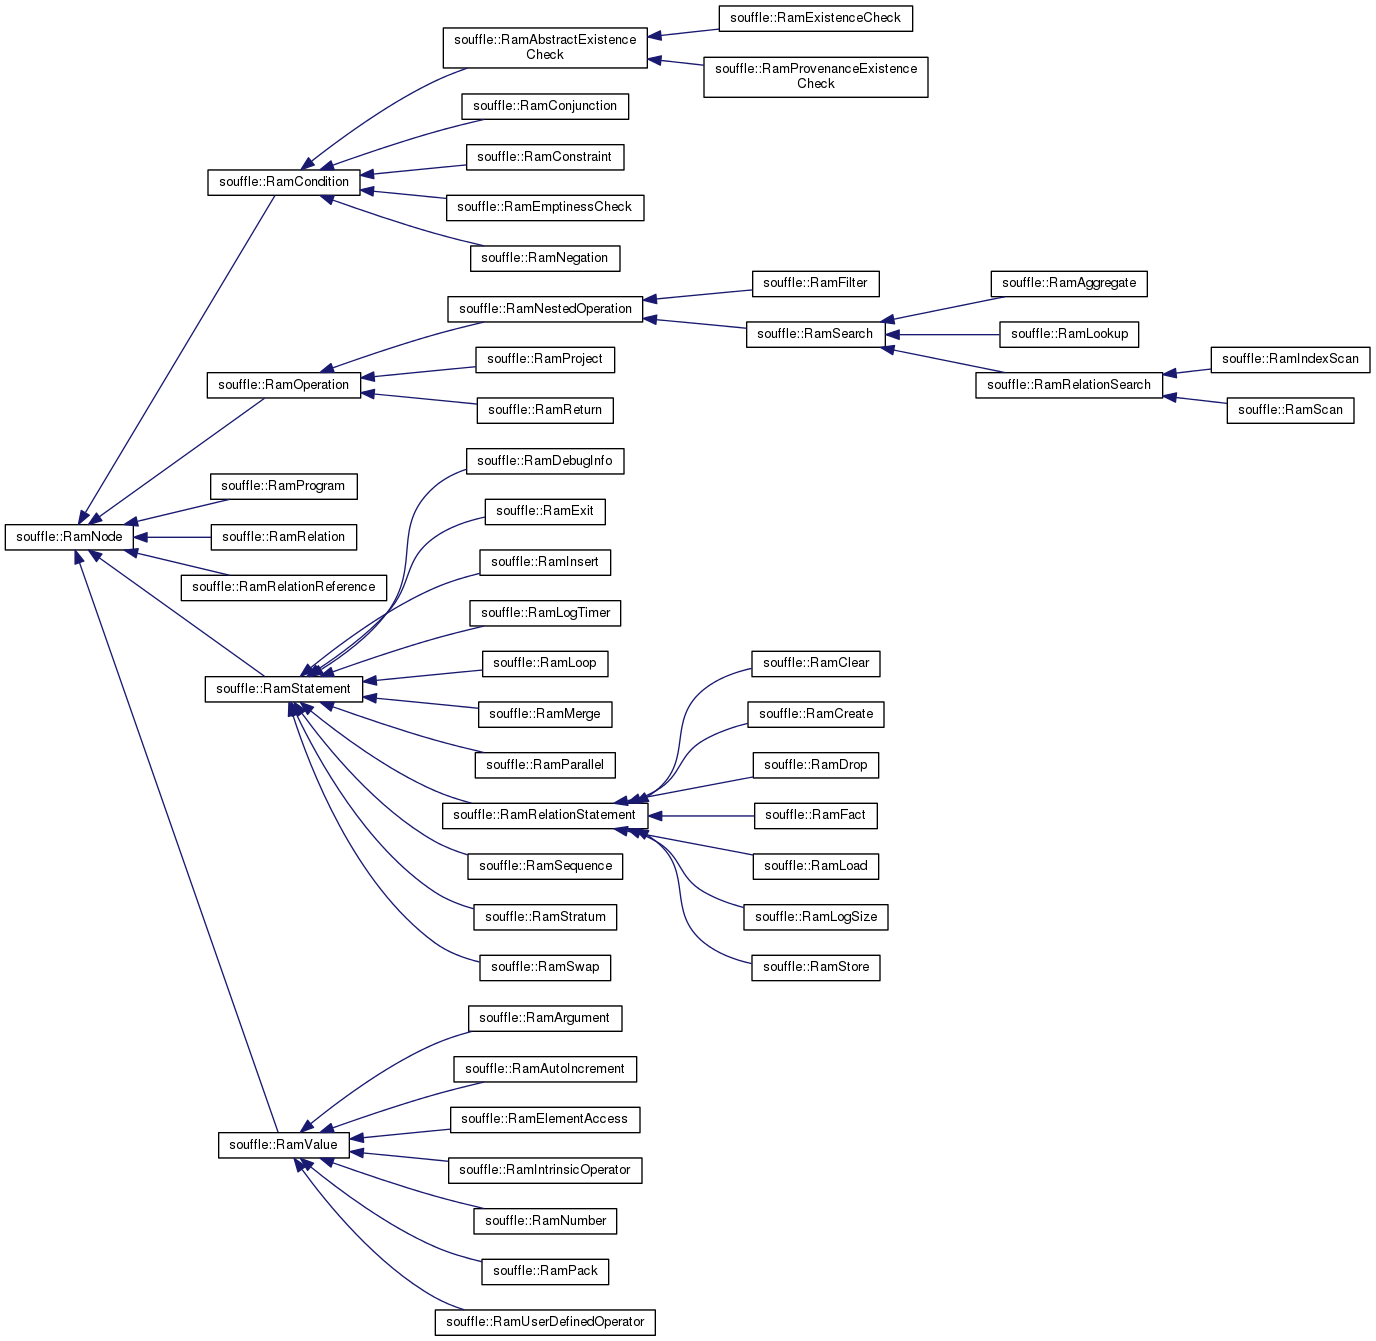 souffle::RamExistenceCheck
souffle::RamAbstractExistence
Check
souffle::RamProvenanceExistence
Check
souffle::RamConjunction
souffle::RamConstraint
souffle::RamCondition
souffle::RamEmptinessCheck
souffle::RamNegation
souffle::RamFilter
souffle::RamAggregate
souffle::RamNestedOperation
souffle::RamSearch
souffle::RamLookup
souffle::RamProject
souffle::RamIndexScan
souffle::RamOperation
souffle::RamRelationSearch
souffle::RamReturn
souffle::RamScan
souffle::RamDebugInfo
souffle::RamProgram
souffle::RamExit
souffle::RamNode
souffle::RamRelation
souffle::RamInsert
souffle::RamRelationReference
souffle::RamLogTimer
souffle::RamLoop
souffle::RamClear
souffle::RamStatement
souffle::RamMerge
souffle::RamCreate
souffle::RamParallel
souffle::RamDrop
souffle::RamRelationStatement
souffle::RamFact
souffle::RamSequence
souffle::RamLoad
souffle::RamStratum
souffle::RamLogSize
souffle::RamSwap
souffle::RamStore
souffle::RamArgument
souffle::RamAutoIncrement
souffle::RamElementAccess
souffle::RamValue
souffle::RamIntrinsicOperator
souffle::RamNumber
souffle::RamPack
souffle::RamUserDefinedOperator